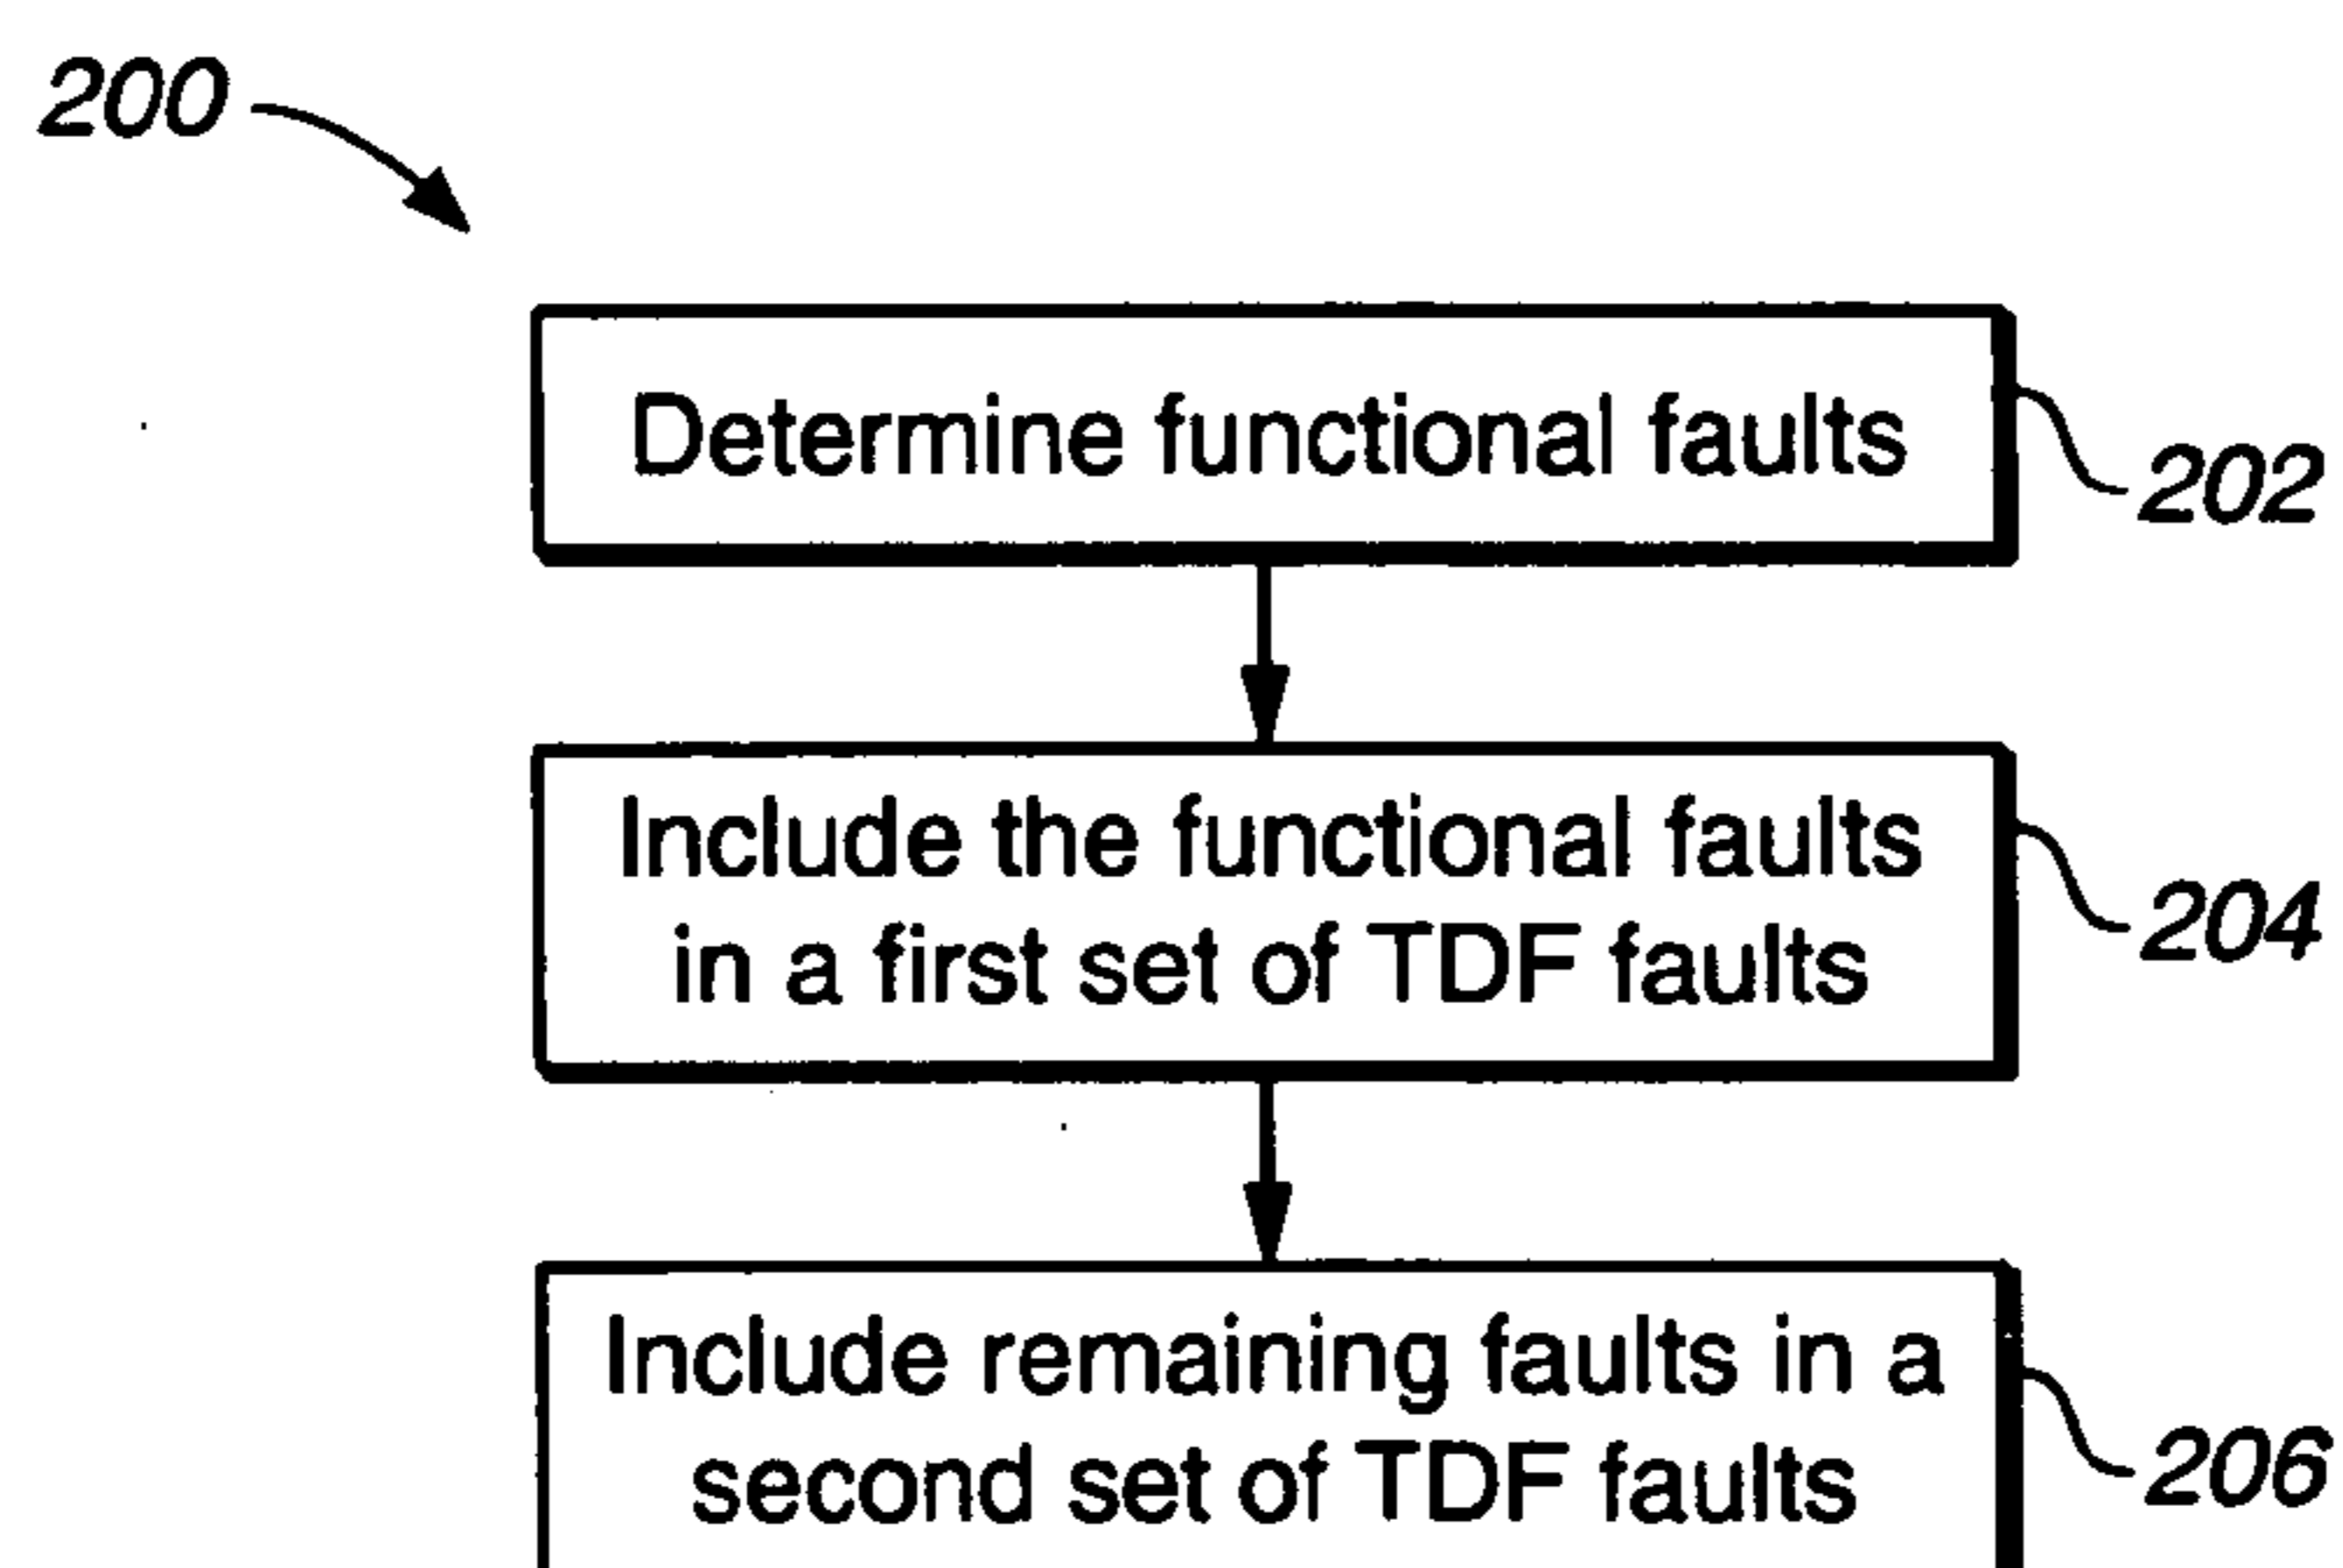 200
Determine functional faults
202
Include the functional faults
in a first set of TDF faults
204
Include remaining faults in a
second set of TDF faults
206